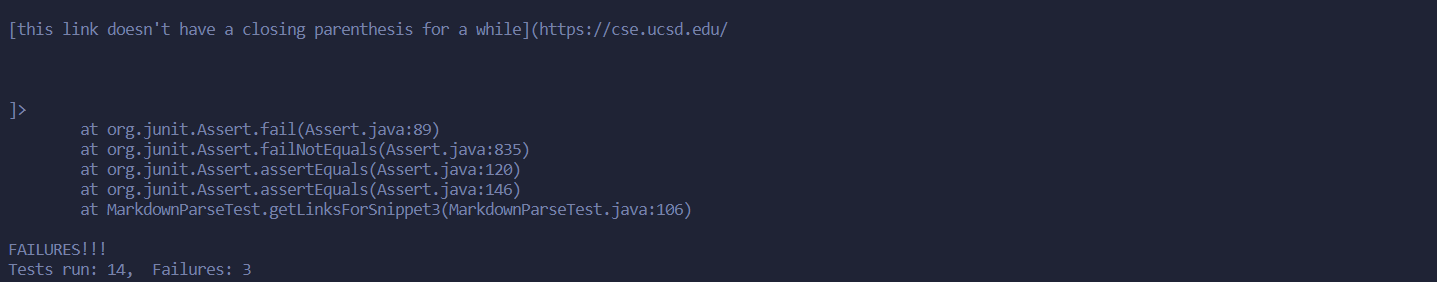 [this link doesn't have a closing parenthesis for a while](https://cse.ucsd.edu/
]>
at org.junit.Assert.fail(Assert.java:89)
at org.junit.Assert.failNotEquals(Assert.java:835)
at org.junit.Assert.assertEquals(Assert.java:120)
at org.junit.Assert.assertEquals(Assert.java:146)
at MarkdownParseTest.getLinksForSnippet3(MarkdownParseTest.java:106)
FAILURES!!!
Tests run: 14,  Failures: 3